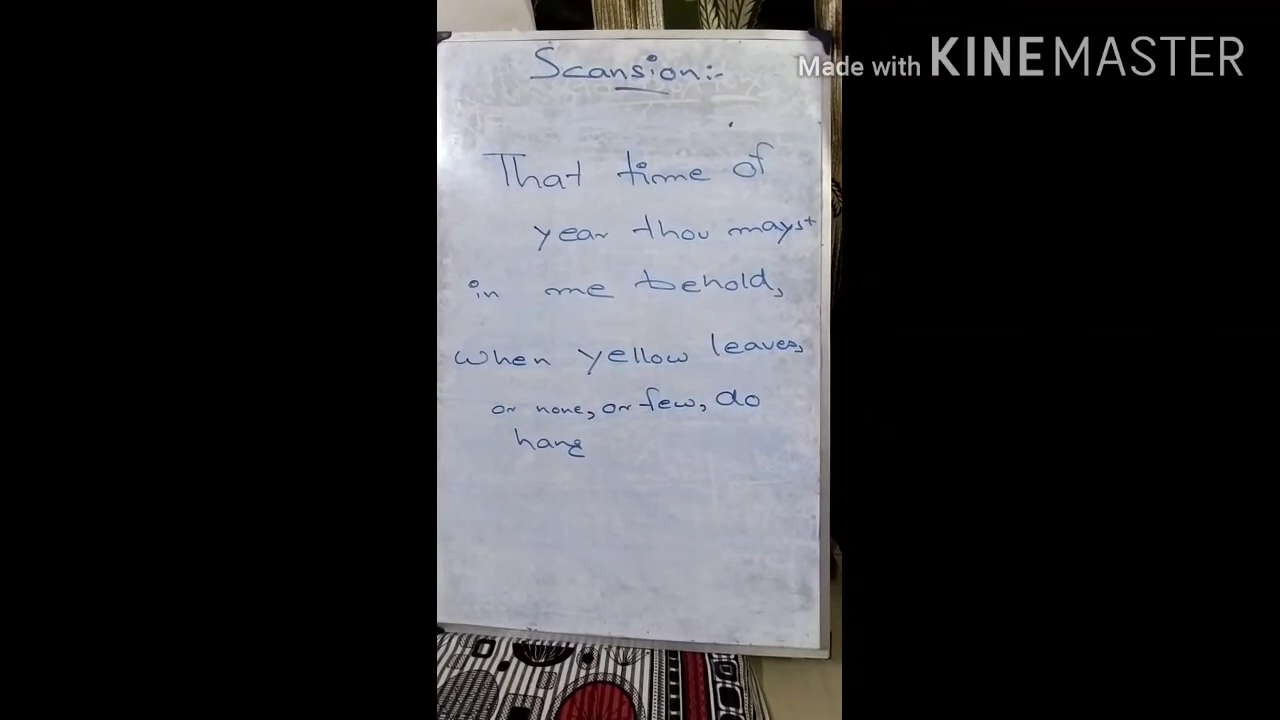 Made with KINEMASTER
Scansion:-
That time of
year thou mayst
in me behold,
when yellow leaves,
or none, or few, do
hang